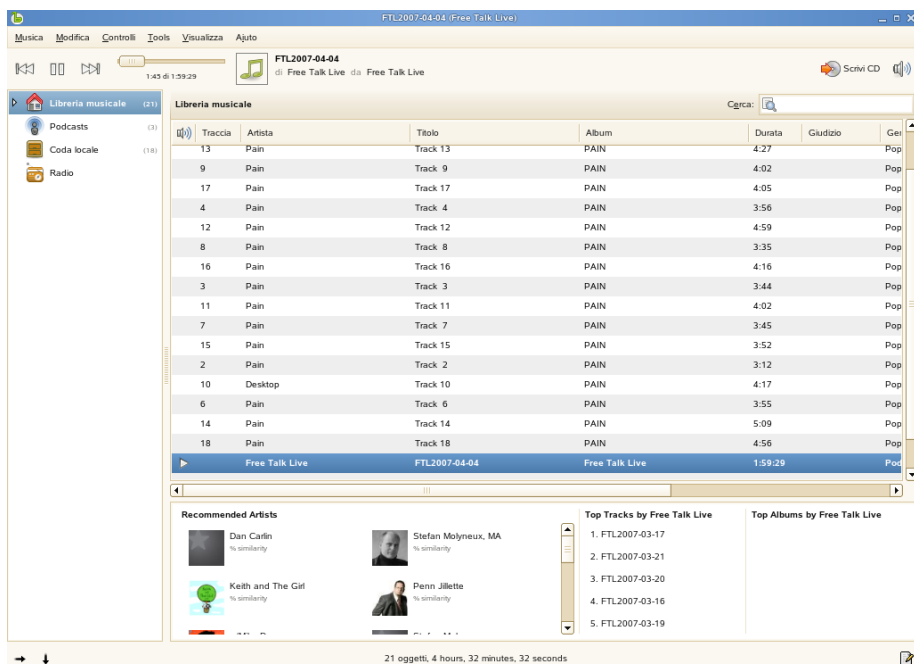 FTL2007-04-04 (Free Talk Live)
Musica Modifica Controlli Tools Visualizza Ajuto
FTL2007-04-04
di Free Talk Live da Free Talk Live
1:45 di 1:59:29
Scrivi CD
Libreria musicale (21)
Podcasts (3)
Coda locale (18)
Radio
Libreria musicale
Cerca:
Traccia Artista Titolo Album Durata Giudizio Ger
13 Pain Track 13 PAIN 4:27 Pop
9 Pain Track 9 PAIN 4:02 Pop
17 Pain Track 17 PAIN 4:05 Pop
4 Pain Track 4 PAIN 3:56 Pop
12 Pain Track 12 PAIN 4:59 Pop
8 Pain Track 8 PAIN 3:35 Pop
16 Pain Track 16 PAIN 4:16 Pop
3 Pain Track 3 PAIN 3:44 Pop
11 Pain Track 11 PAIN 4:02 Pop
7 Pain Track 7 PAIN 3:45 Pop
15 Pain Track 15 PAIN 3:52 Pop
2 Pain Track 2 PAIN 3:12 Pop
10 Desktop Track 10 PAIN 4:17 Pop
6 Pain Track 6 PAIN 3:55 Pop
14 Pain Track 14 PAIN 5:09 Pop
18 Pain Track 18 PAIN 4:56 Pop
Free Talk Live FTL2007-04-04 Free Talk Live 1:59:29 Pod
Recommended Artists
Dan Carlin
% similarity
Stefan Molyneux, MA
% similarity
Keith and The Girl
% similarity
Penn Jillette
% similarity
Top Tracks by Free Talk Live
1. FTL2007-03-17
2. FTL2007-03-21
3. FTL2007-03-20
4. FTL2007-03-16
5. FTL2007-03-19
Top Albums by Free Talk Live
21 oggetti, 4 hours, 32 minutes, 32 seconds